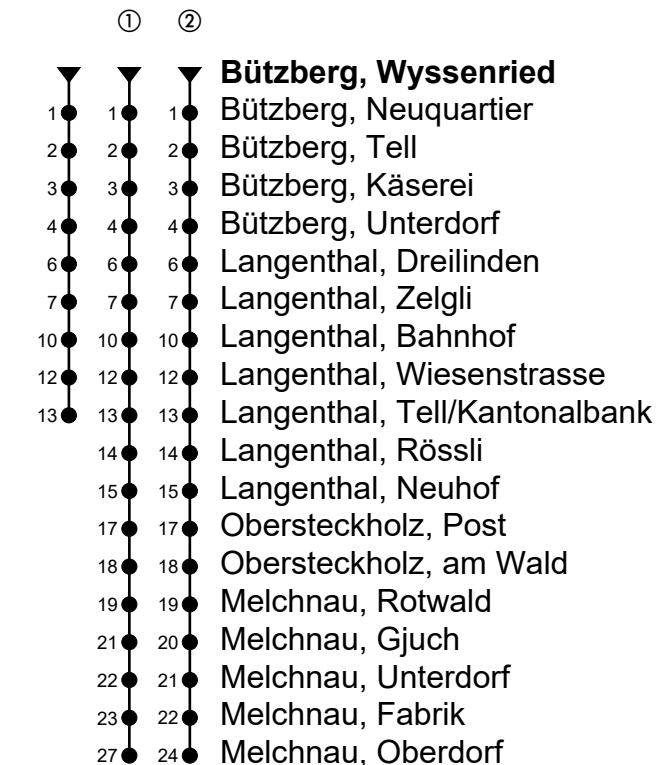 ① ②
Bützberg, Wyssenried
1 1 1 Bützberg, Neuquartier
2 2 2 Bützberg, Tell
3 3 3 Bützberg, Käserei
4 4 4 Bützberg, Unterdorf
6 6 6 Langenthal, Dreilinden
7 7 7 Langenthal, Zelgli
10 10 10 Langenthal, Bahnhof
12 12 12 Langenthal, Wiesenstrasse
13 13 13 Langenthal, Tell/Kantonalbank
14 14 Langenthal, Rössli
15 15 Langenthal, Neuhof
17 17 Obersteckholz, Post
18 18 Obersteckholz, am Wald
19 19 Melchnau, Rotwald
21 20 Melchnau, Gjuch
22 21 Melchnau, Unterdorf
23 22 Melchnau, Fabrik
27 24 Melchnau, Oberdorf